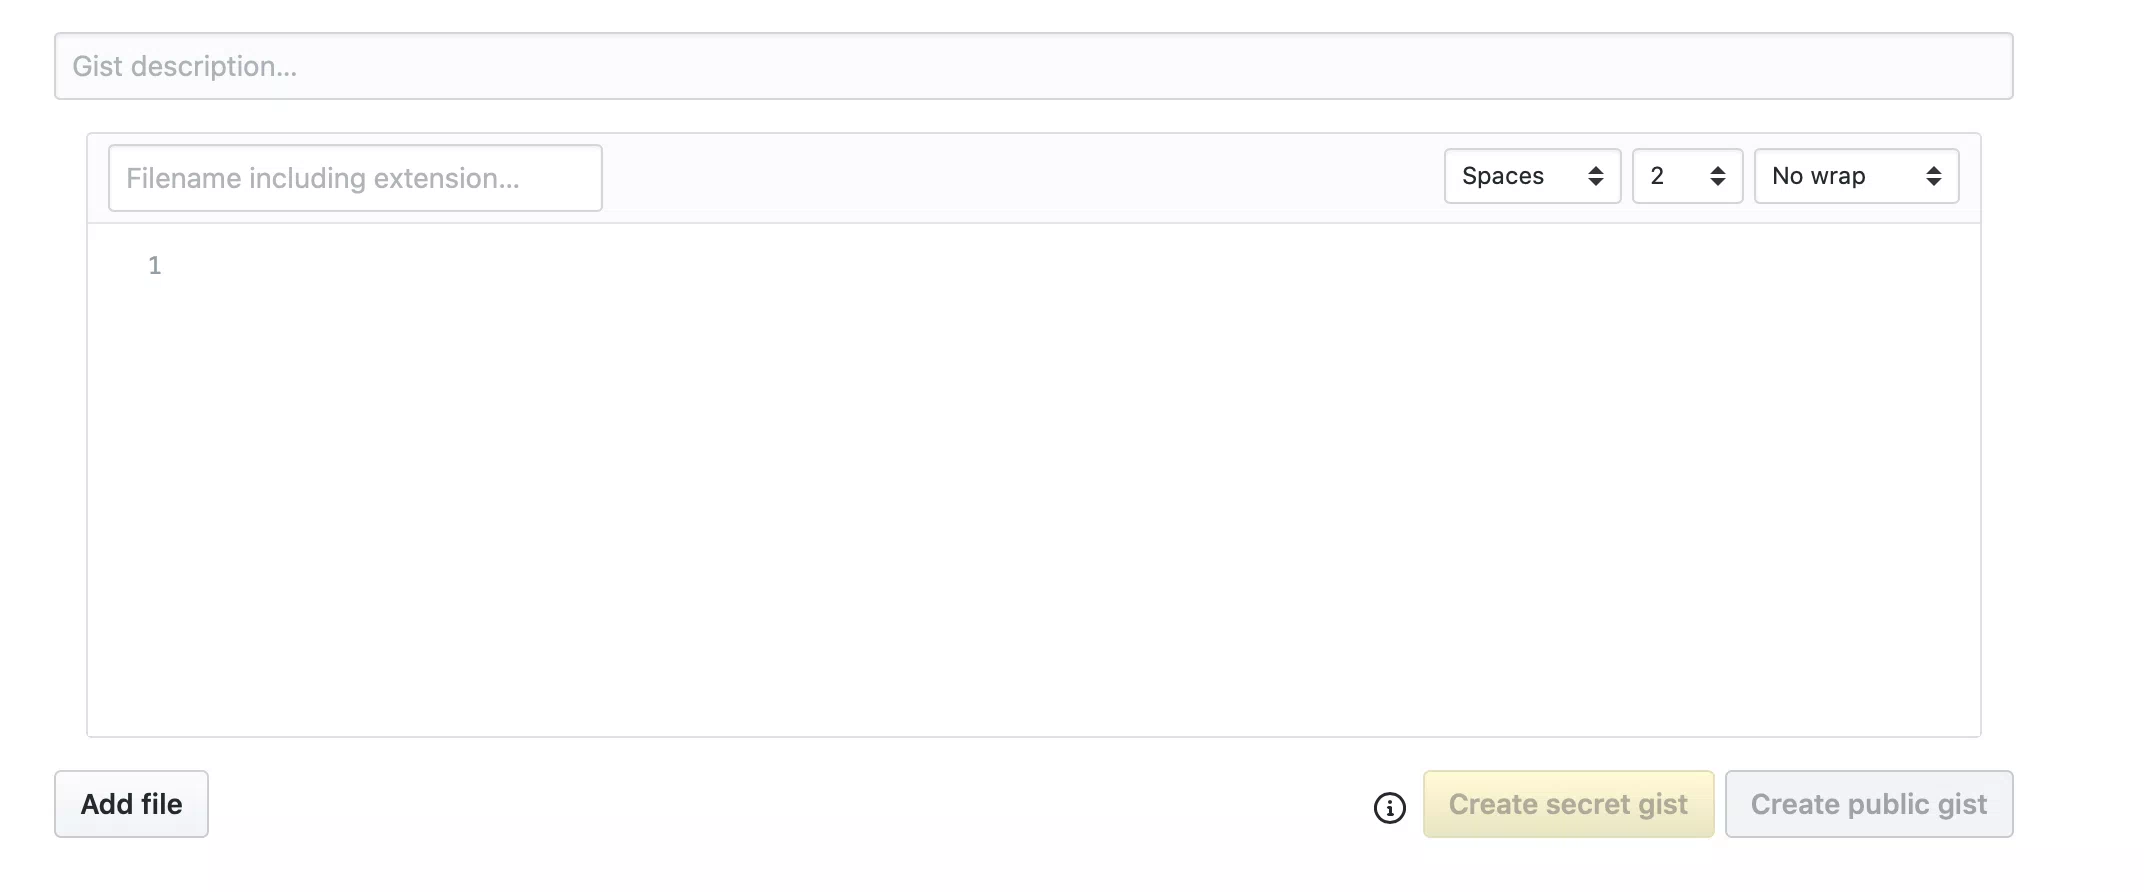 Gist description...
Filename including extension...
Spaces
2
No wrap
1
Add file
Create secret gist
Create public gist